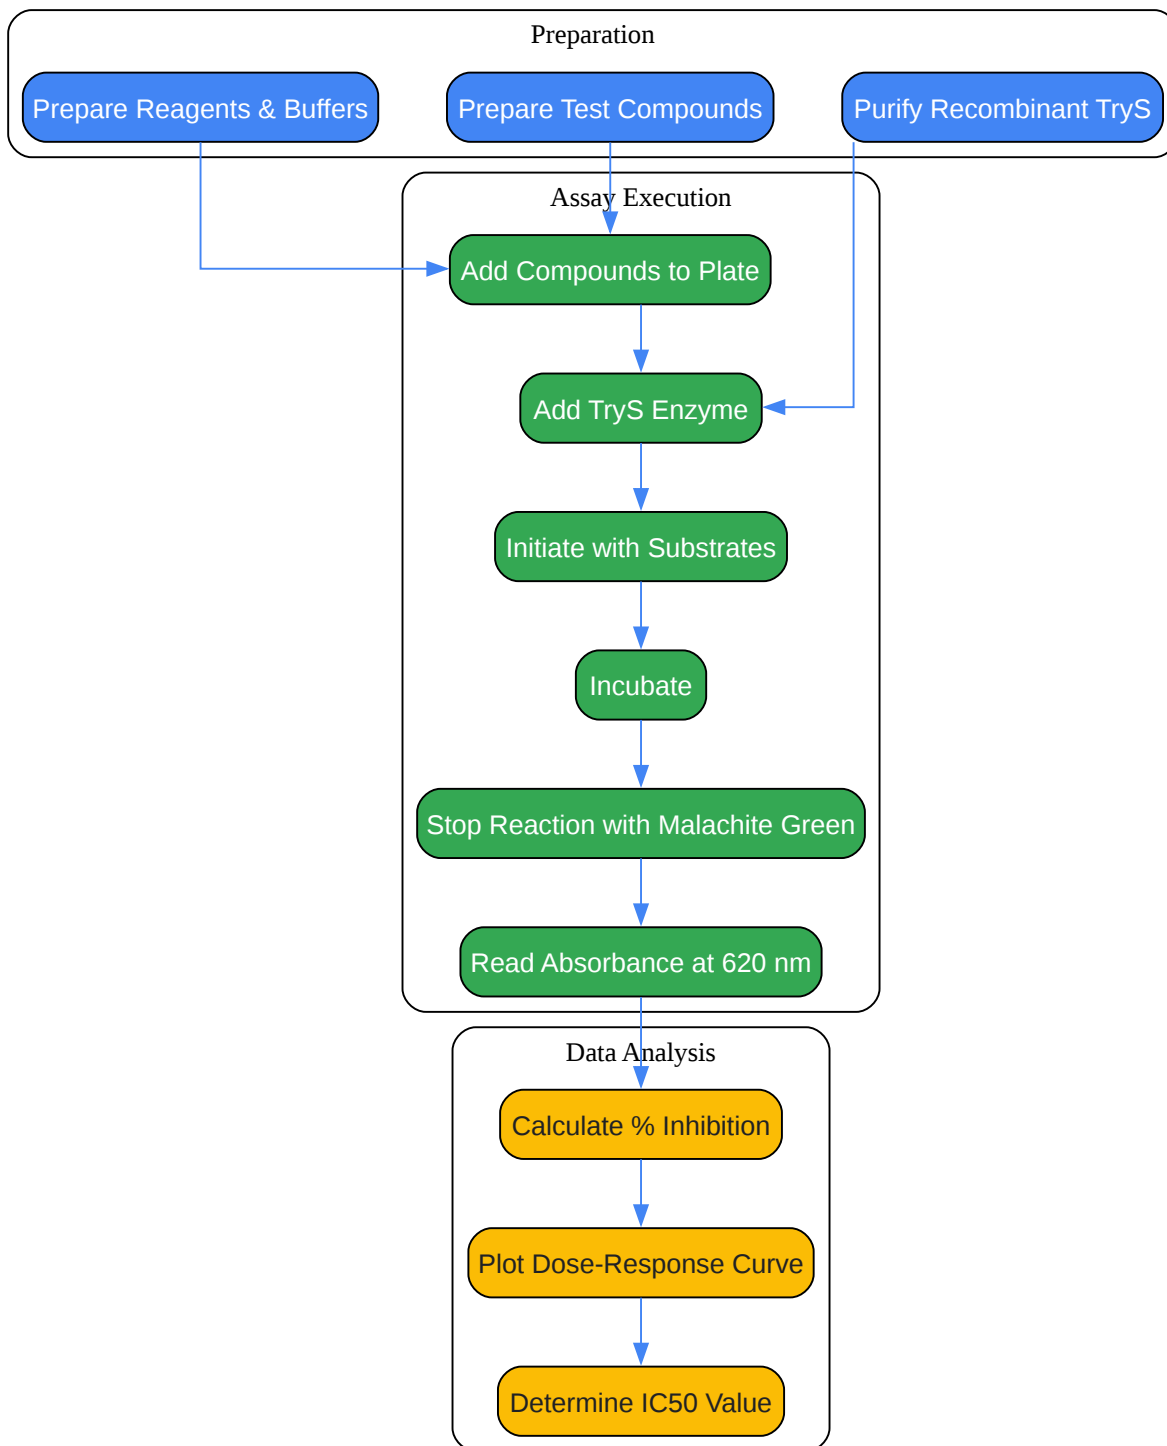 Preparation
Prepare Reagents & Buffers
Prepare Test Compounds
Purify Recombinant TryS
Assay Execution
Add Compounds to Plate
Add TryS Enzyme
Initiate with Substrates
Incubate
Stop Reaction with Malachite Green
Read Absorbance at 620 nm
Data Analysis
Calculate % Inhibition
Plot Dose-Response Curve
Determine IC50 Value